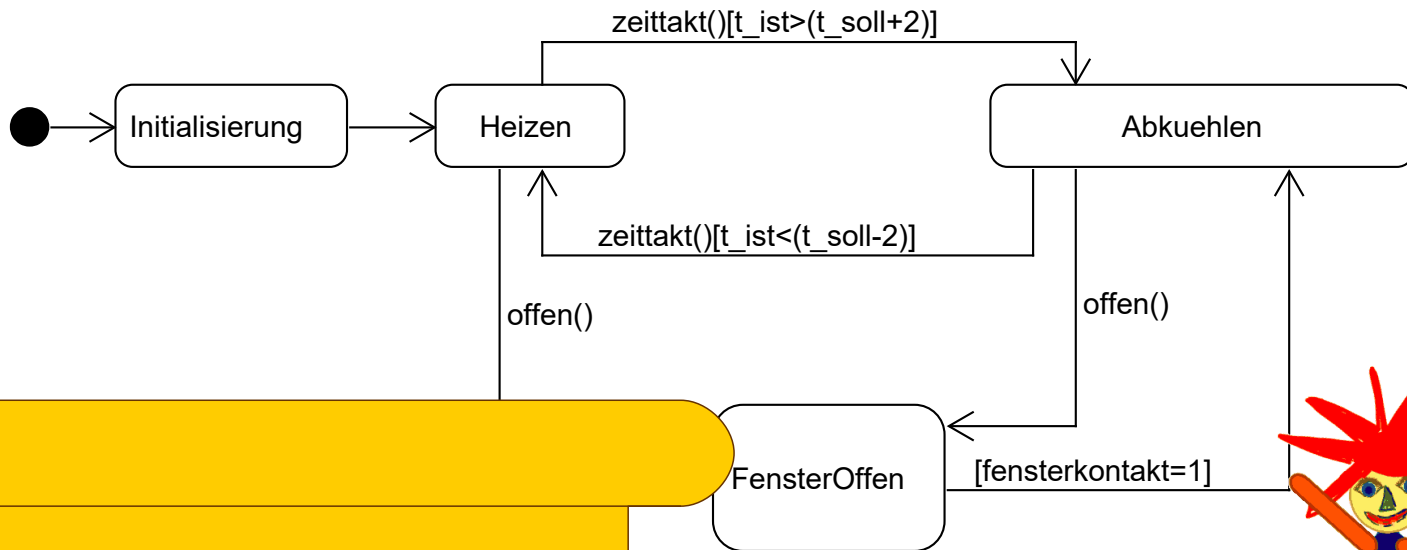 zeittakt()[t_ist>(t_soll+2)]
Initialisierung
Heizen
Abkuehlen
zeittakt()[t_ist<(t_soll-2)]
offen()
offen()
FensterOffen
[fensterkontakt=1]